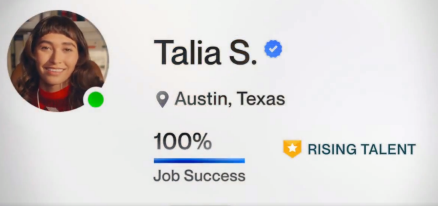 Talia S.
Austin, Texas
100%
RISING TALENT
Job Success